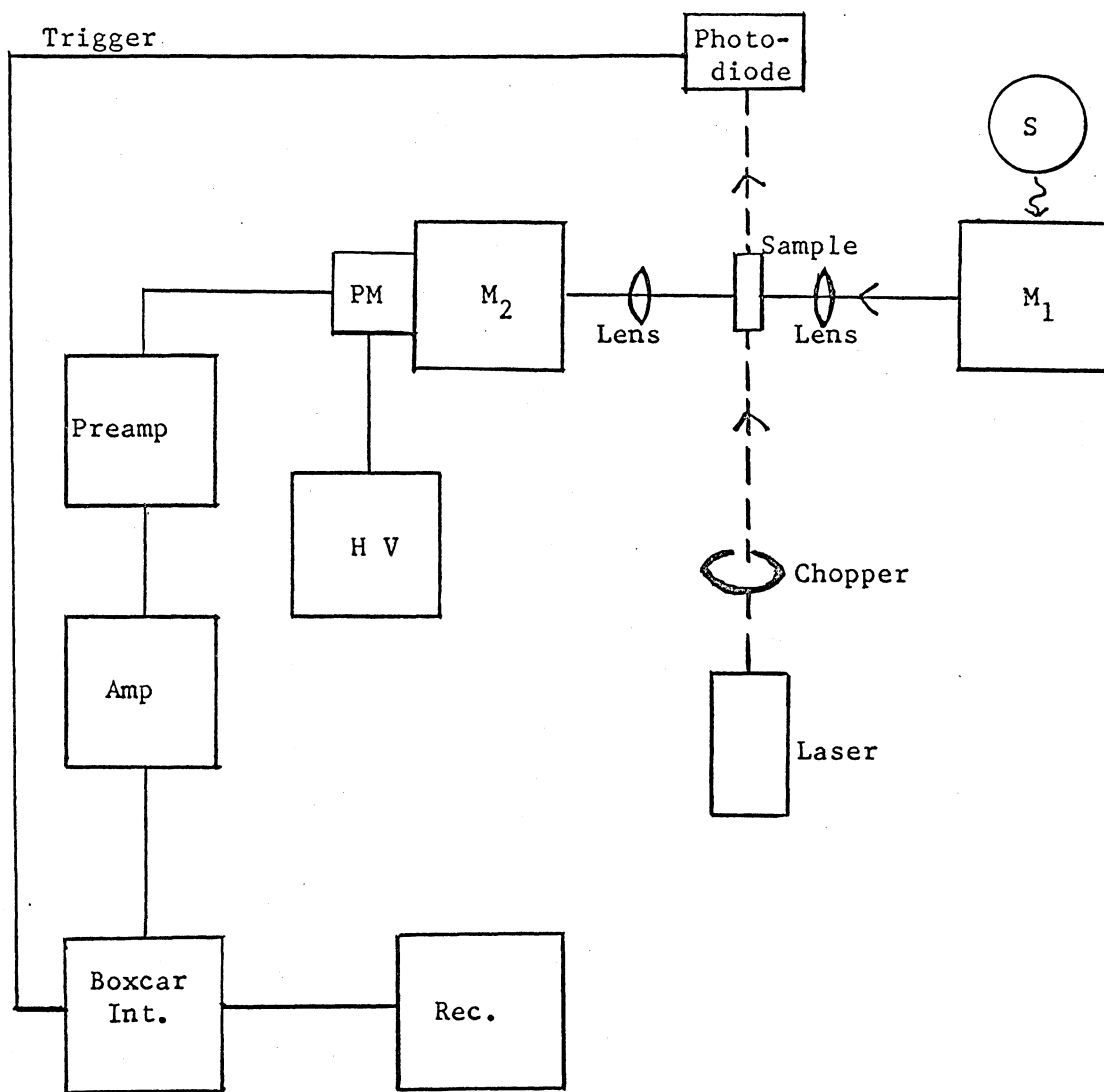 Trigger
Photo-
diode
S
Sample
PM
M2
M1
Lens
Lens
Preamp
H V
Chopper
Amp
Laser
Boxcar
Int.
Rec.